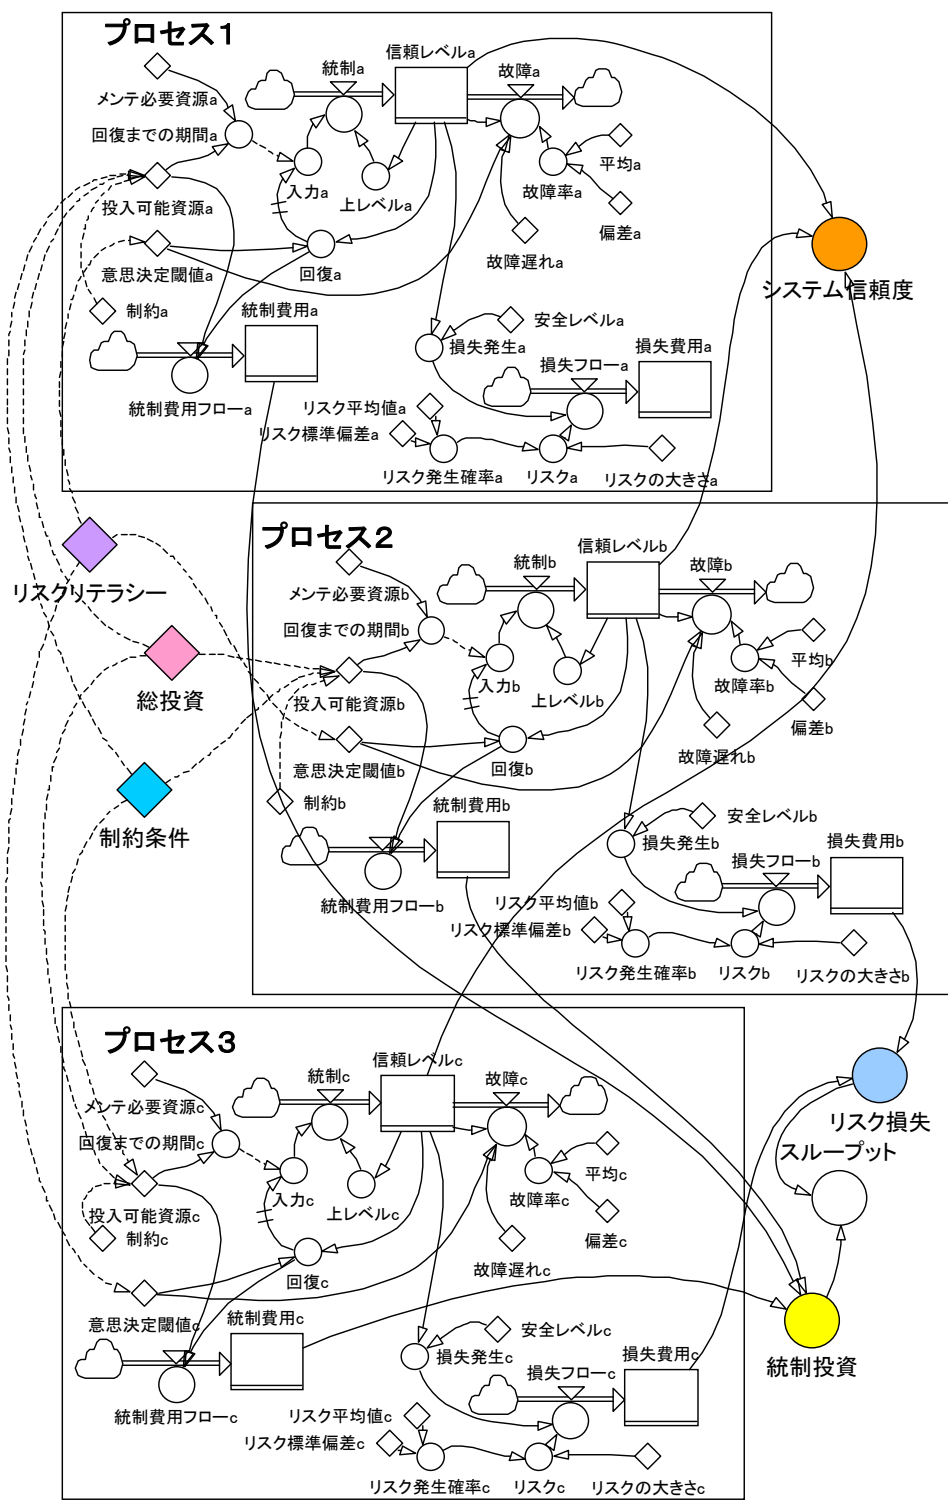 プロセス1
信頼レベルa
統制a
故障a
メンテ必要資源a
回復までの期間a
平均a
入力a
上レベルa
故障率a
投入可能資源a
偏差a
故障遅れa
意思決定閾値a
回復a
システム信頼度
制約a
統制費用a
安全レベルa
損失発生a
損失費用a
損失フローa
統制費用フローa
リスク平均値a
リスク標準偏差a
リスク発生確率a
リスクa
リスクの大きさa
プロセス2
信頼レベルb
統制b
故障b
リスクリテラシー
メンテ必要資源b
回復までの期間b
平均b
入力b
上レベルb
故障率b
総投資
投入可能資源b
偏差b
故障遅れb
意思決定閾値b
回復b
制約b
統制費用b
安全レベルb
制約条件
損失発生b
損失費用b
損失フローb
統制費用フローb
リスク平均値b
リスク標準偏差b
リスク発生確率b
リスクb
リスクの大きさb
プロセス3
信頼レベルc
統制c
故障c
メンテ必要資源c
リスク損失
回復までの期間c
スループット
平均c
入力c
上レベルc
故障率c
投入可能資源c
制約c
偏差c
故障遅れc
回復c
意思決定閾値c
統制費用c
安全レベルc
損失発生c
損失費用c
統制投資
損失フローc
統制費用フローc
リスク平均値c
リスク標準偏差c
リスク発生確率c
リスクc
リスクの大きさc